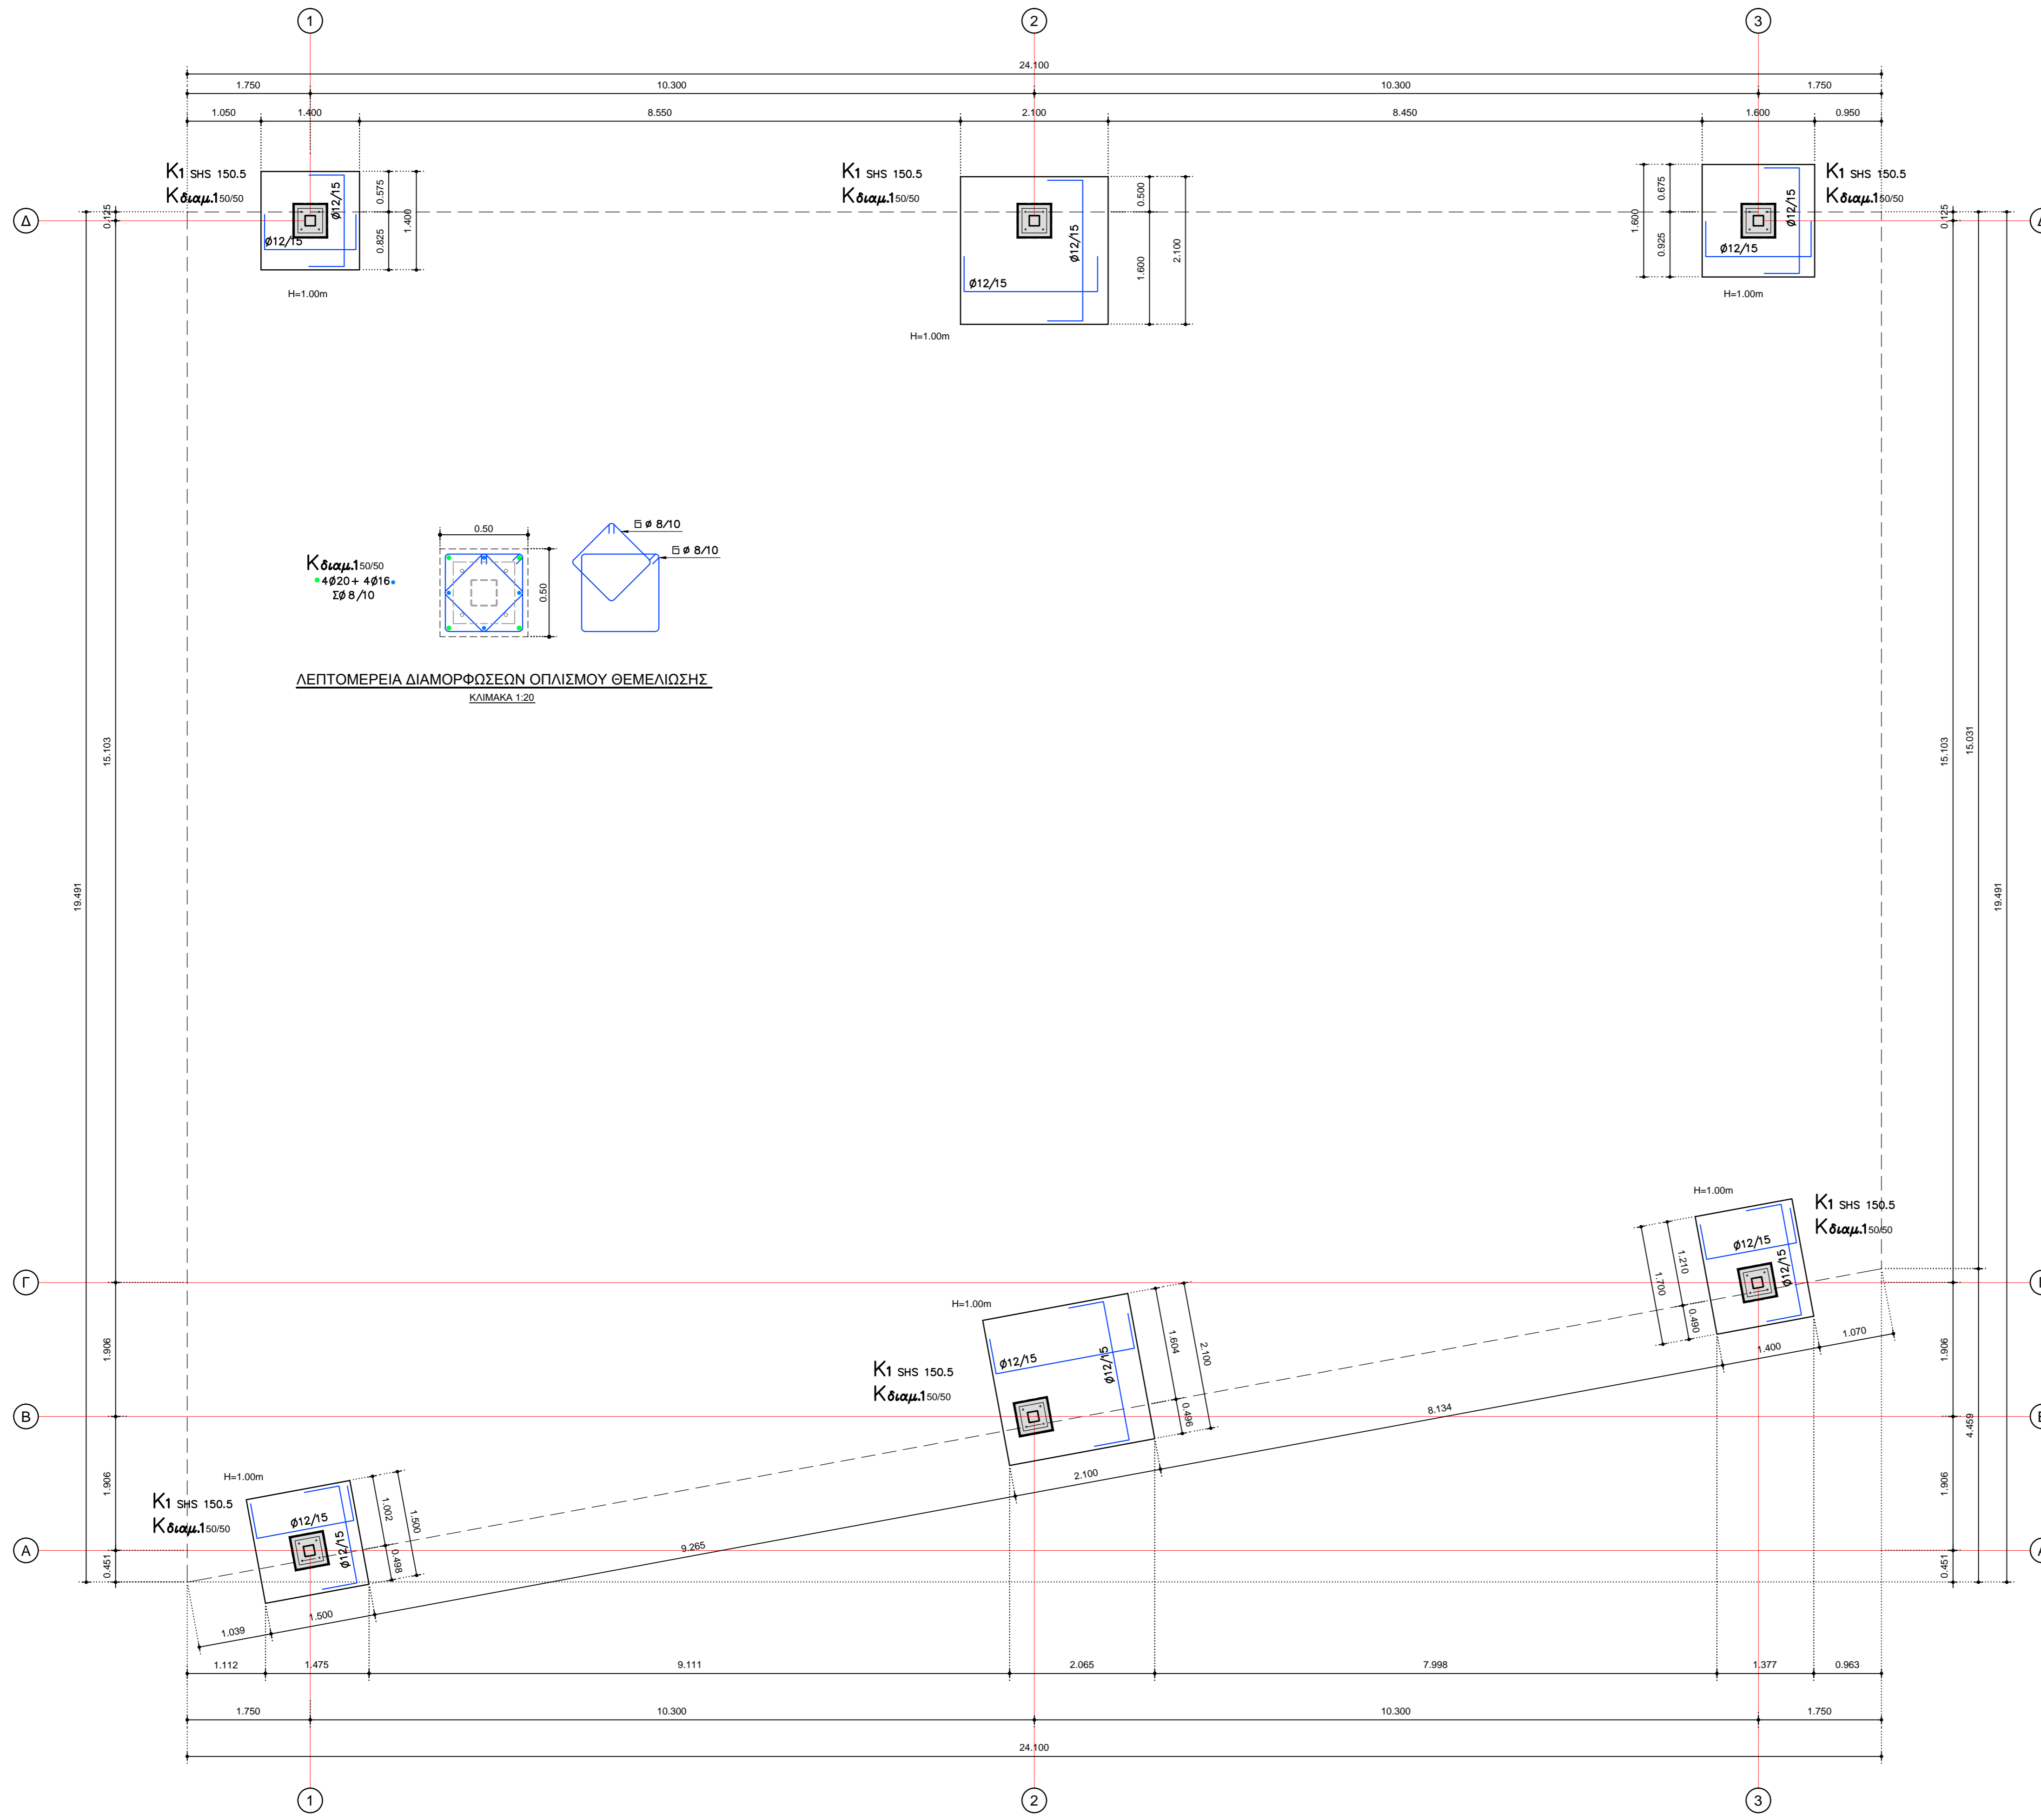 1 2 3
24.100
1.750 10.300 10.300 1.750
1.050 1.400 8.550 2.100 8.450 1.600 0.950
K1 SHS 150.5
Kδιαμ.1 50/50
Ø12/15
Ø12/15
H=1.00m
0.575
0.825
1.400
K1 SHS 150.5
Kδιαμ.1 50/50
Ø12/15
Ø12/15
H=1.00m
0.500
1.600
2.100
1.600
0.675
0.925
Ø12/15
Ø12/15
H=1.00m
K1 SHS 150.5
Kδιαμ.1 50/50
Δ
0.125
0.125
Δ
Kδιαμ.1 50/50
4Ø20+ 4Ø16
ΣØ8/10
0.50
0.50
Ø 8/10
Ø 8/10
ΛΕΠΤΟΜΕΡΕΙΑ ΔΙΑΜΟΡΦΩΣΕΩΝ ΟΠΛΙΣΜΟΥ ΘΕΜΕΛΙΩΣΗΣ
ΚΛΙΜΑΚΑ 1:20
19.491
15.103
15.103
15.031
19.491
H=1.00m
K1 SHS 150.5
Kδιαμ.1 50/50
Ø12/15
Ø12/15
1.700
1.210
0.490
1.400
1.070
Γ
Γ
1.906
1.906
H=1.00m
K1 SHS 150.5
Kδιαμ.1 50/50
Ø12/15
Ø12/15
1.604
0.496
2.100
2.100
8.134
B
B
4.459
1.906
1.906
H=1.00m
K1 SHS 150.5
Kδιαμ.1 50/50
Ø12/15
Ø12/15
1.002
0.498
1.500
9.265
A
A
0.451
0.451
1.039
1.500
1.112 1.475 9.111 2.065 7.998 1.377 0.963
1.750 10.300 10.300 1.750
24.100
1 2 3